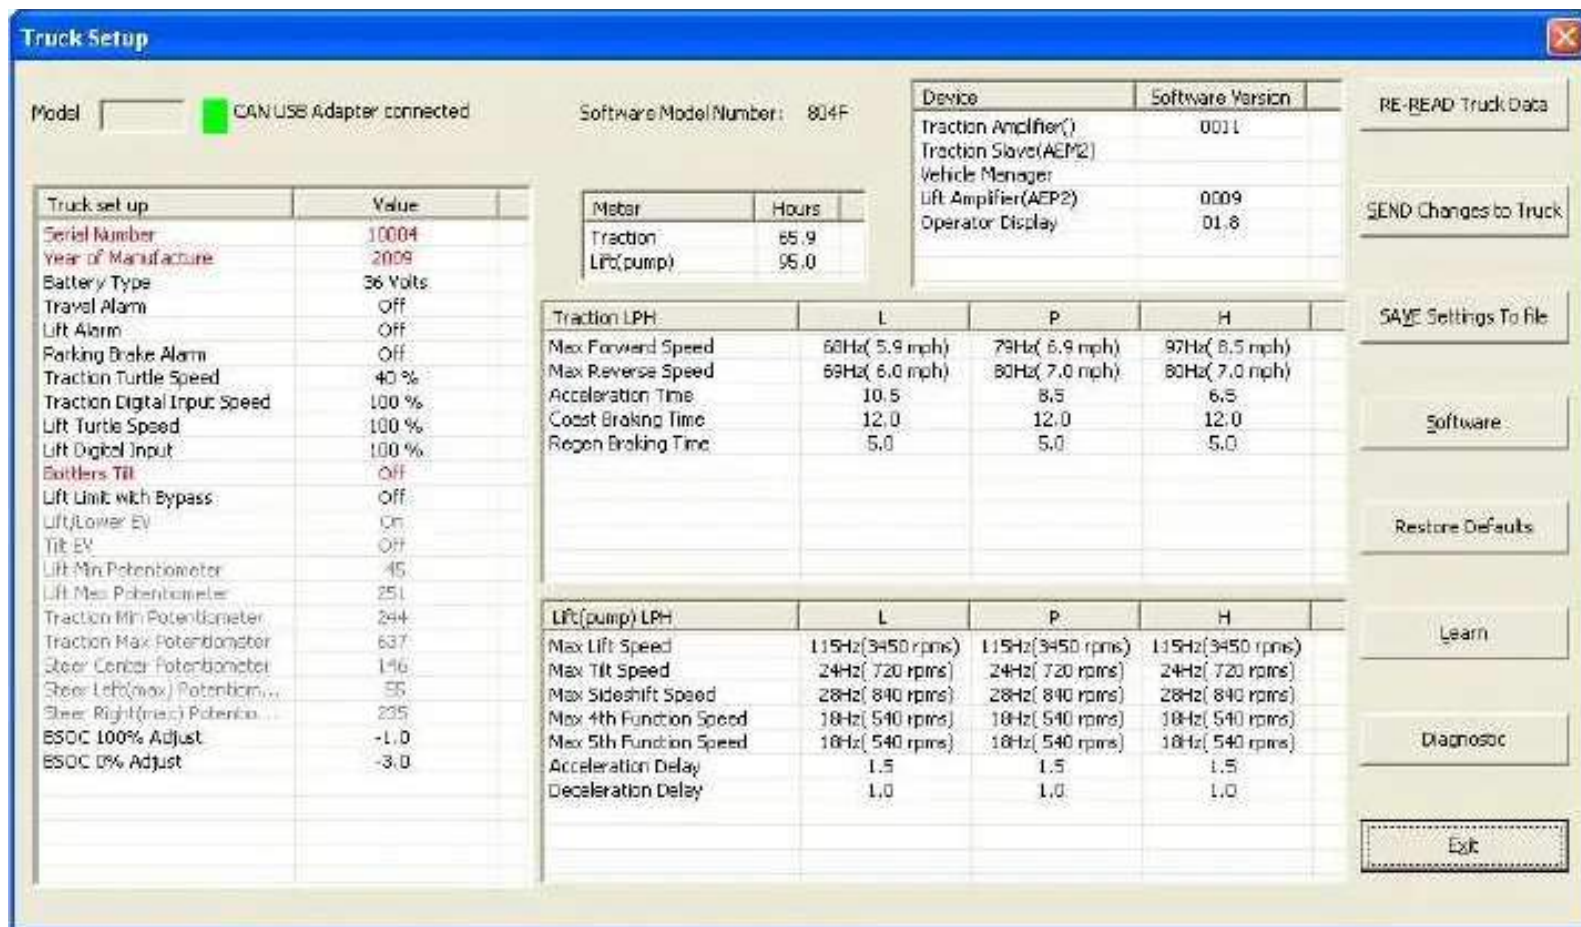 Truck Setup
Model
CAN USB Adapter connected
Software Model Number: 804F
Device Software Version
Traction Amplifier() 0011
Traction Slave(AEM2)
Vehicle Manager
Lift Amplifier(AEP2) 0009
Operator Display 01.8
Truck set up Value
Serial Number 10004
Year of Manufacture 2009
Battery Type 36 Volts
Travel Alarm Off
Lift Alarm Off
Parking Brake Alarm Off
Traction Turtle Speed 40 %
Traction Digital Input Speed 100 %
Lift Turtle Speed 100 %
Lift Digital Input 100 %
Bottlers Tilt Off
Lift Limit with Bypass Off
Lift/Lower EV On
Tilt EV Off
Lift Min Potentiometer 45
Lift Max Potentiometer 251
Traction Min Potentiometer 244
Traction Max Potentiometer 637
Steer Center Potentiometer 146
Steer Left(max) Potentiom... 55
Steer Right(max) Potentio... 235
BSOC 100% Adjust -1.0
BSOC 0% Adjust -3.0
Meter Hours
Traction 65.9
Lift(pump) 95.0
Traction LPH L P H
Max Forward Speed 68Hz( 5.9 mph) 79Hz( 6.9 mph) 97Hz( 8.5 mph)
Max Reverse Speed 69Hz( 6.0 mph) 80Hz( 7.0 mph) 80Hz( 7.0 mph)
Acceleration Time 10.5 8.5 6.5
Coast Braking Time 12.0 12.0 12.0
Regen Braking Time 5.0 5.0 5.0
Lift(pump) LPH L P H
Max Lift Speed 115Hz(3450 rpms) 115Hz(3450 rpms) 115Hz(3450 rpms)
Max Tilt Speed 24Hz( 720 rpms) 24Hz( 720 rpms) 24Hz( 720 rpms)
Max Sideshift Speed 28Hz( 840 rpms) 28Hz( 840 rpms) 28Hz( 840 rpms)
Max 4th Function Speed 18Hz( 540 rpms) 18Hz( 540 rpms) 18Hz( 540 rpms)
Max 5th Function Speed 18Hz( 540 rpms) 18Hz( 540 rpms) 18Hz( 540 rpms)
Acceleration Delay 1.5 1.5 1.5
Deceleration Delay 1.0 1.0 1.0
RE-READ Truck Data
SEND Changes to Truck
SAVE Settings To file
Software
Restore Defaults
Learn
Diagnostic
Exit